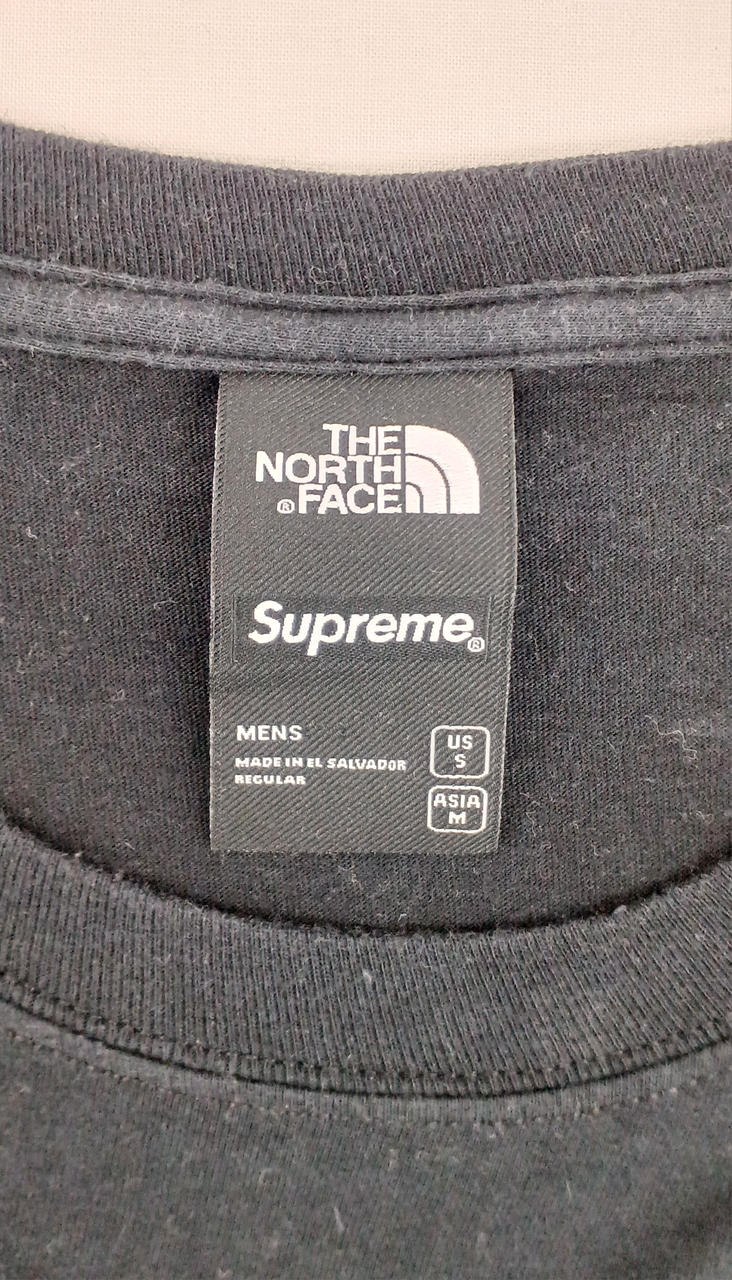 THE
NORTH
®FACE
Supreme®
MENS
MADE IN EL SALVADOR
REGULAR
US
S
ASIA
M